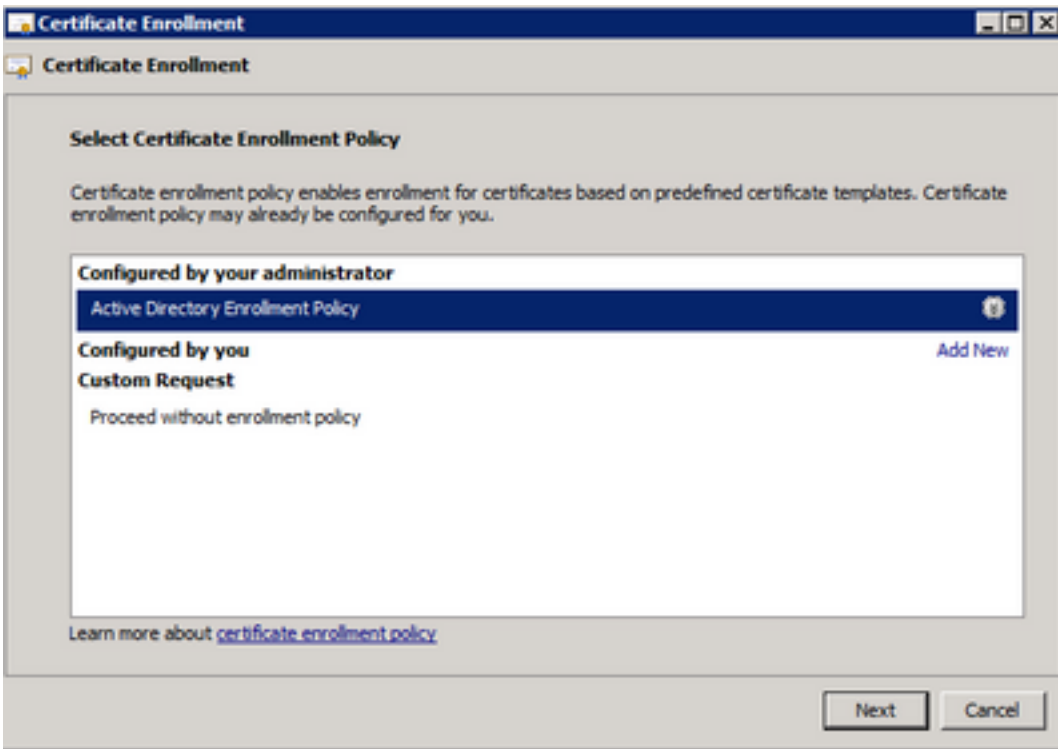 Certificate Enrollment
Certificate Enrollment
Select Certificate Enrollment Policy
Certificate enrollment policy enables enrollment for certificates based on predefined certificate templates. Certificate
enrollment policy may already be configured for you.
Configured by your administrator
Active Directory Enrollment Policy
Configured by you Add New
Custom Request
Proceed without enrollment policy
Learn more about certificate enrollment policy
Next Cancel